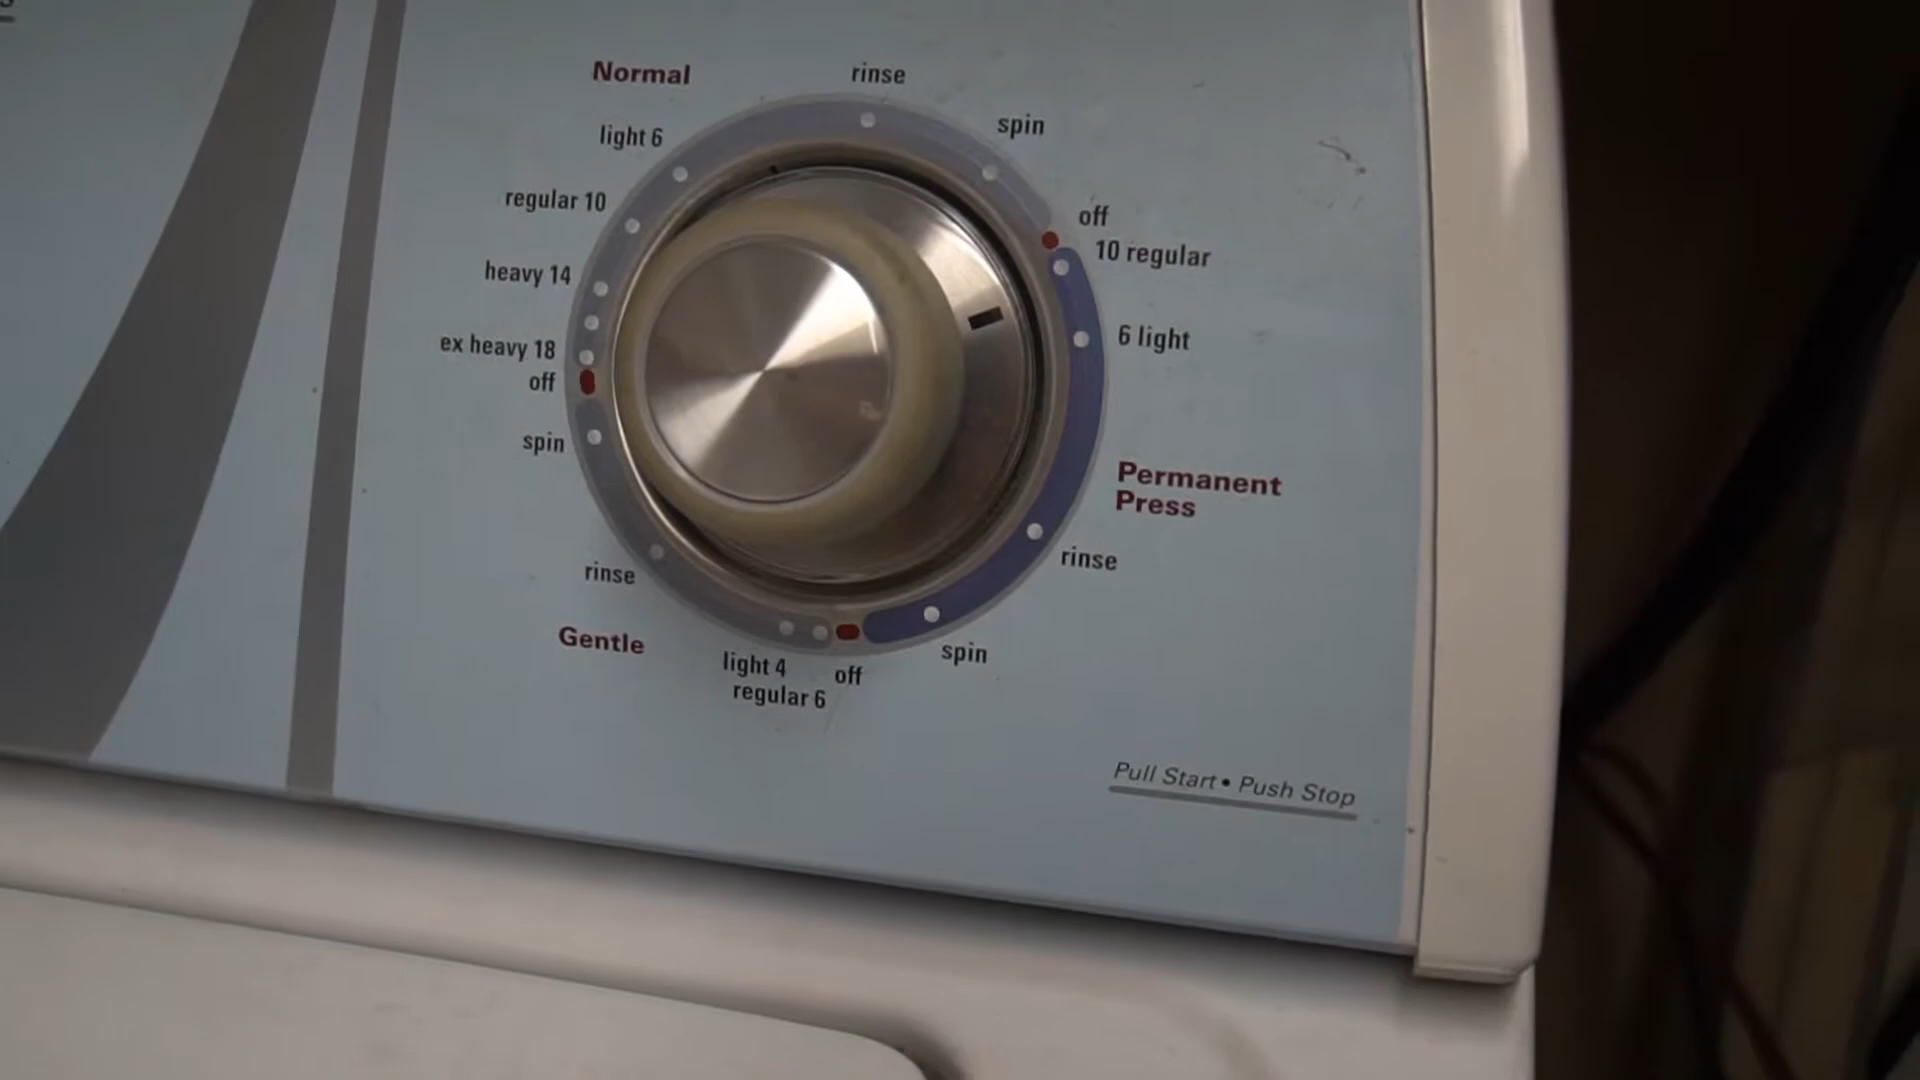 Normal
rinse
spin
light 6
regular 10
heavy 14
ex heavy 18
off
spin
rinse
Gentle
light 4
regular 6
off
spin
rinse
Permanent
Press
6 light
10 regular
off
Pull Start • Push Stop